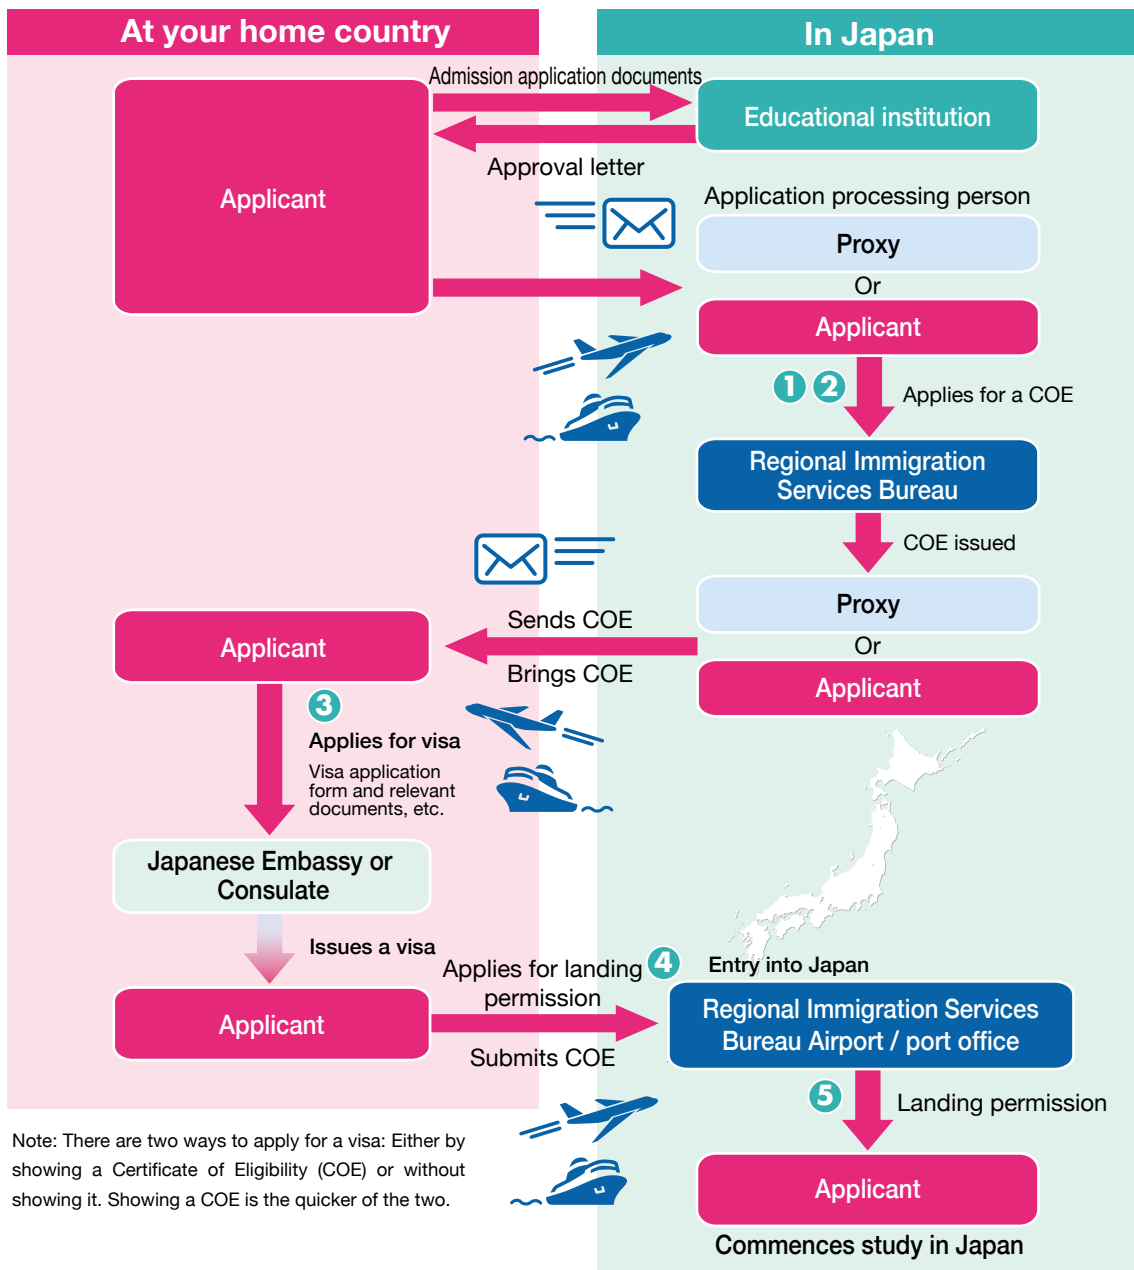 At your home country
In Japan
Admission application documents
Applicant
Educational institution
Approval letter
Application processing person
Proxy
Or
Applicant
1 2
Applies for a COE
Regional Immigration
Services Bureau
COE issued
Proxy
Or
Applicant
Sends COE
Brings COE
Applicant
3
Applies for visa
Visa application
form and relevant
documents, etc.
Japanese Embassy or
Consulate
Issues a visa
Applicant
Applies for landing
permission
Submits COE
4
Entry into Japan
Regional Immigration Services
Bureau Airport / port office
5
Landing permission
Applicant
Commences study in Japan
Note: There are two ways to apply for a visa: Either by
showing a Certificate of Eligibility (COE) or without
showing it. Showing a COE is the quicker of the two.